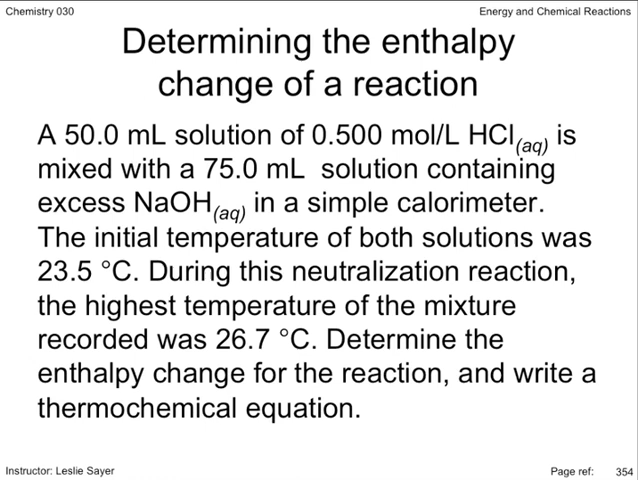 Chemistry 030
Energy and Chemical Reactions
Determining the enthalpy
change of a reaction
A 50.0 mL solution of 0.500 mol/L HCl(aq) is
mixed with a 75.0 mL solution containing
excess NaOH(aq) in a simple calorimeter.
The initial temperature of both solutions was
23.5 °C. During this neutralization reaction,
the highest temperature of the mixture
recorded was 26.7 °C. Determine the
enthalpy change for the reaction, and write a
thermochemical equation.
Instructor: Leslie Sayer
Page ref: 354